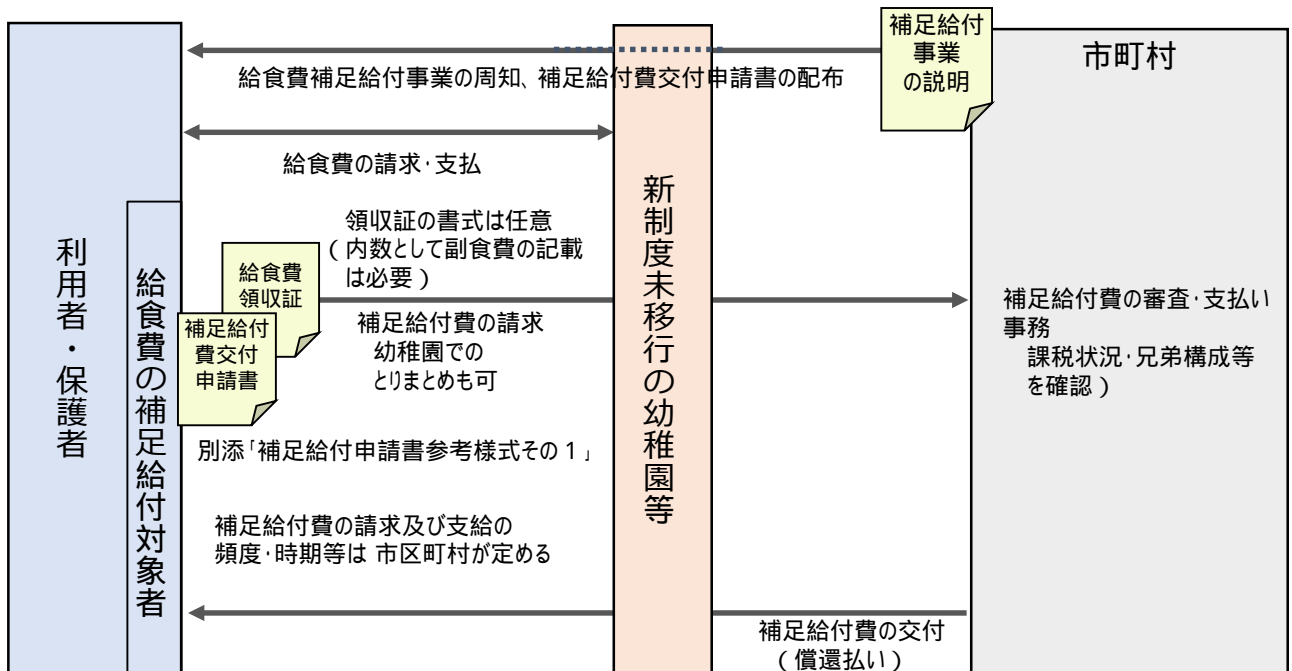 補足給付
事業
の説明
市町村
給食費補足給付事業の周知、補足給付費交付申請書の配布
給食費の請求・支払
利用者・保護者
給食費の補足給付対象者
新制度未移行の幼稚園等
領収証の書式は任意
(内数として副食費の記載
は必要)
給食費
領収証
補足給付
費交付
申請書
補足給付費の請求
幼稚園での
とりまとめも可
補足給付費の審査・支払い
事務
課税状況・兄弟構成等
を確認)
別添「補足給付申請書参考様式その1」
補足給付費の請求及び支給の
頻度・時期等は 市区町村が定める
補足給付費の交付
(償還払い)